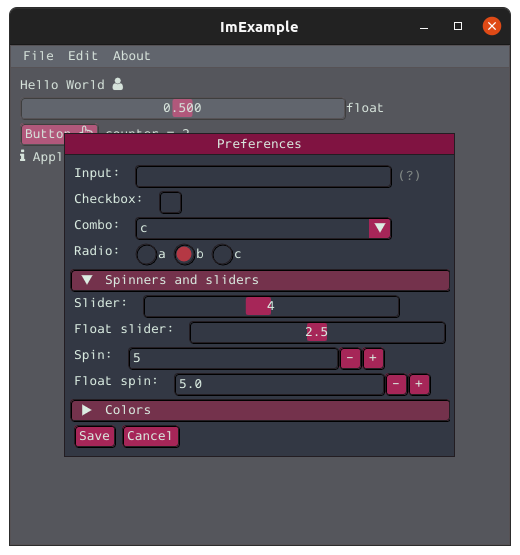 ImExample
File Edit About
Hello World
0.500 float
Button counter = 2
Appl
Preferences
Input: (?)
Checkbox:
Combo: c
Radio: a b c
Spinners and sliders
Slider: 4
Float slider: 2.5
Spin: 5 - +
Float spin: 5.0 - +
Colors
Save Cancel